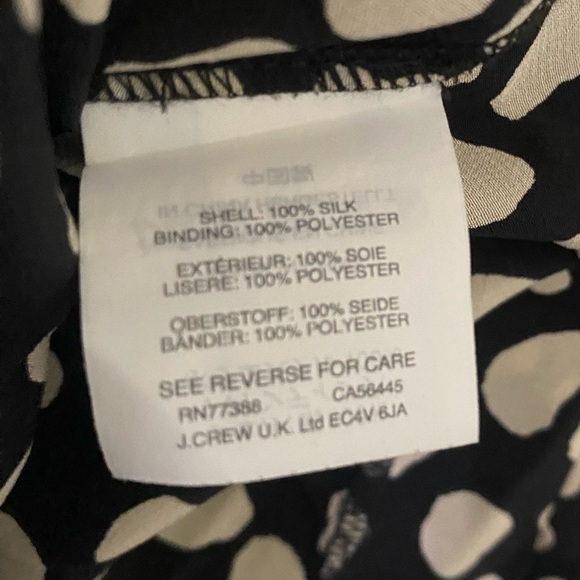 SHELL: 100% SILK
BINDING: 100% POLYESTER
EXTÉRIEUR: 100% SOIE
LISERE: 100% POLYESTER
OBERSTOFF: 100% SEIDE
BÄNDER: 100% POLYESTER
SEE REVERSE FOR CARE
RN77388 CA56445
J.CREW U.K. Ltd EC4V 6JA